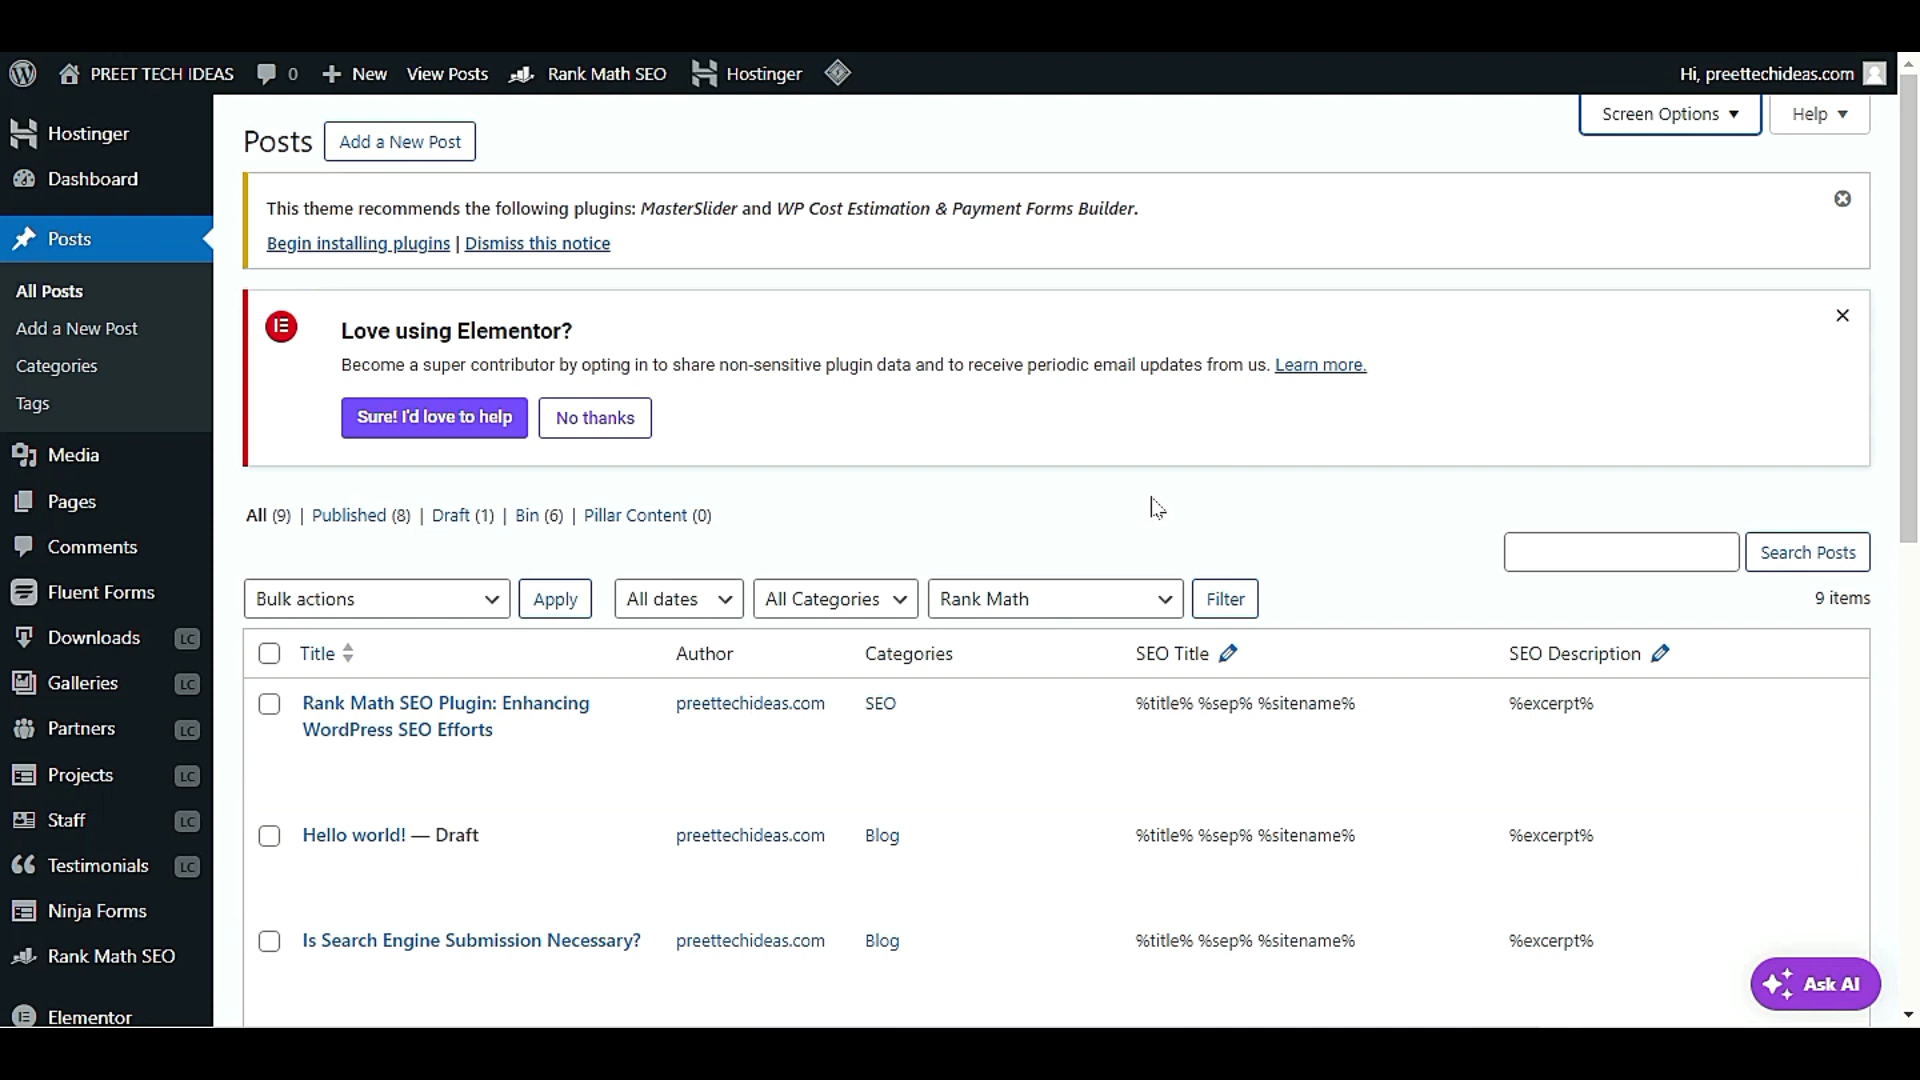 PREET TECH IDEAS 0 New View Posts Rank Math SEO Hostinger Hi, preettechideas.com
Hostinger
Dashboard
Posts
All Posts
Add a New Post
Categories
Tags
Media
Pages
Comments
Fluent Forms
Downloads LC
Galleries LC
Partners LC
Projects LC
Staff LC
Testimonials LC
Ninja Forms
Rank Math SEO
Elementor
Screen Options Help
Posts Add a New Post
This theme recommends the following plugins: MasterSlider and WP Cost Estimation & Payment Forms Builder.
Begin installing plugins | Dismiss this notice
Love using Elementor?
Become a super contributor by opting in to share non-sensitive plugin data and to receive periodic email updates from us. Learn more.
Sure! I'd love to help No thanks
All (9) | Published (8) | Draft (1) | Bin (6) | Pillar Content (0)
Search Posts
Bulk actions Apply All dates All Categories Rank Math Filter 9 items
Title Author Categories SEO Title SEO Description
Rank Math SEO Plugin: Enhancing preettechideas.com SEO %title% %sep% %sitename% %excerpt%
WordPress SEO Efforts
Hello world! — Draft preettechideas.com Blog %title% %sep% %sitename% %excerpt%
Is Search Engine Submission Necessary? preettechideas.com Blog %title% %sep% %sitename% %excerpt%
Ask AI